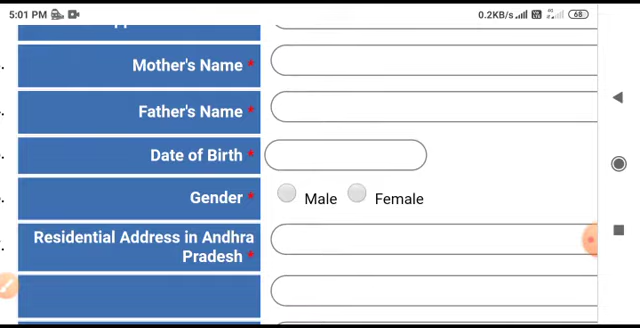 5:01 PM 0.2KB/s 68
Mother's Name *
Father's Name *
Date of Birth *
Gender * Male Female
Residential Address in Andhra
Pradesh *